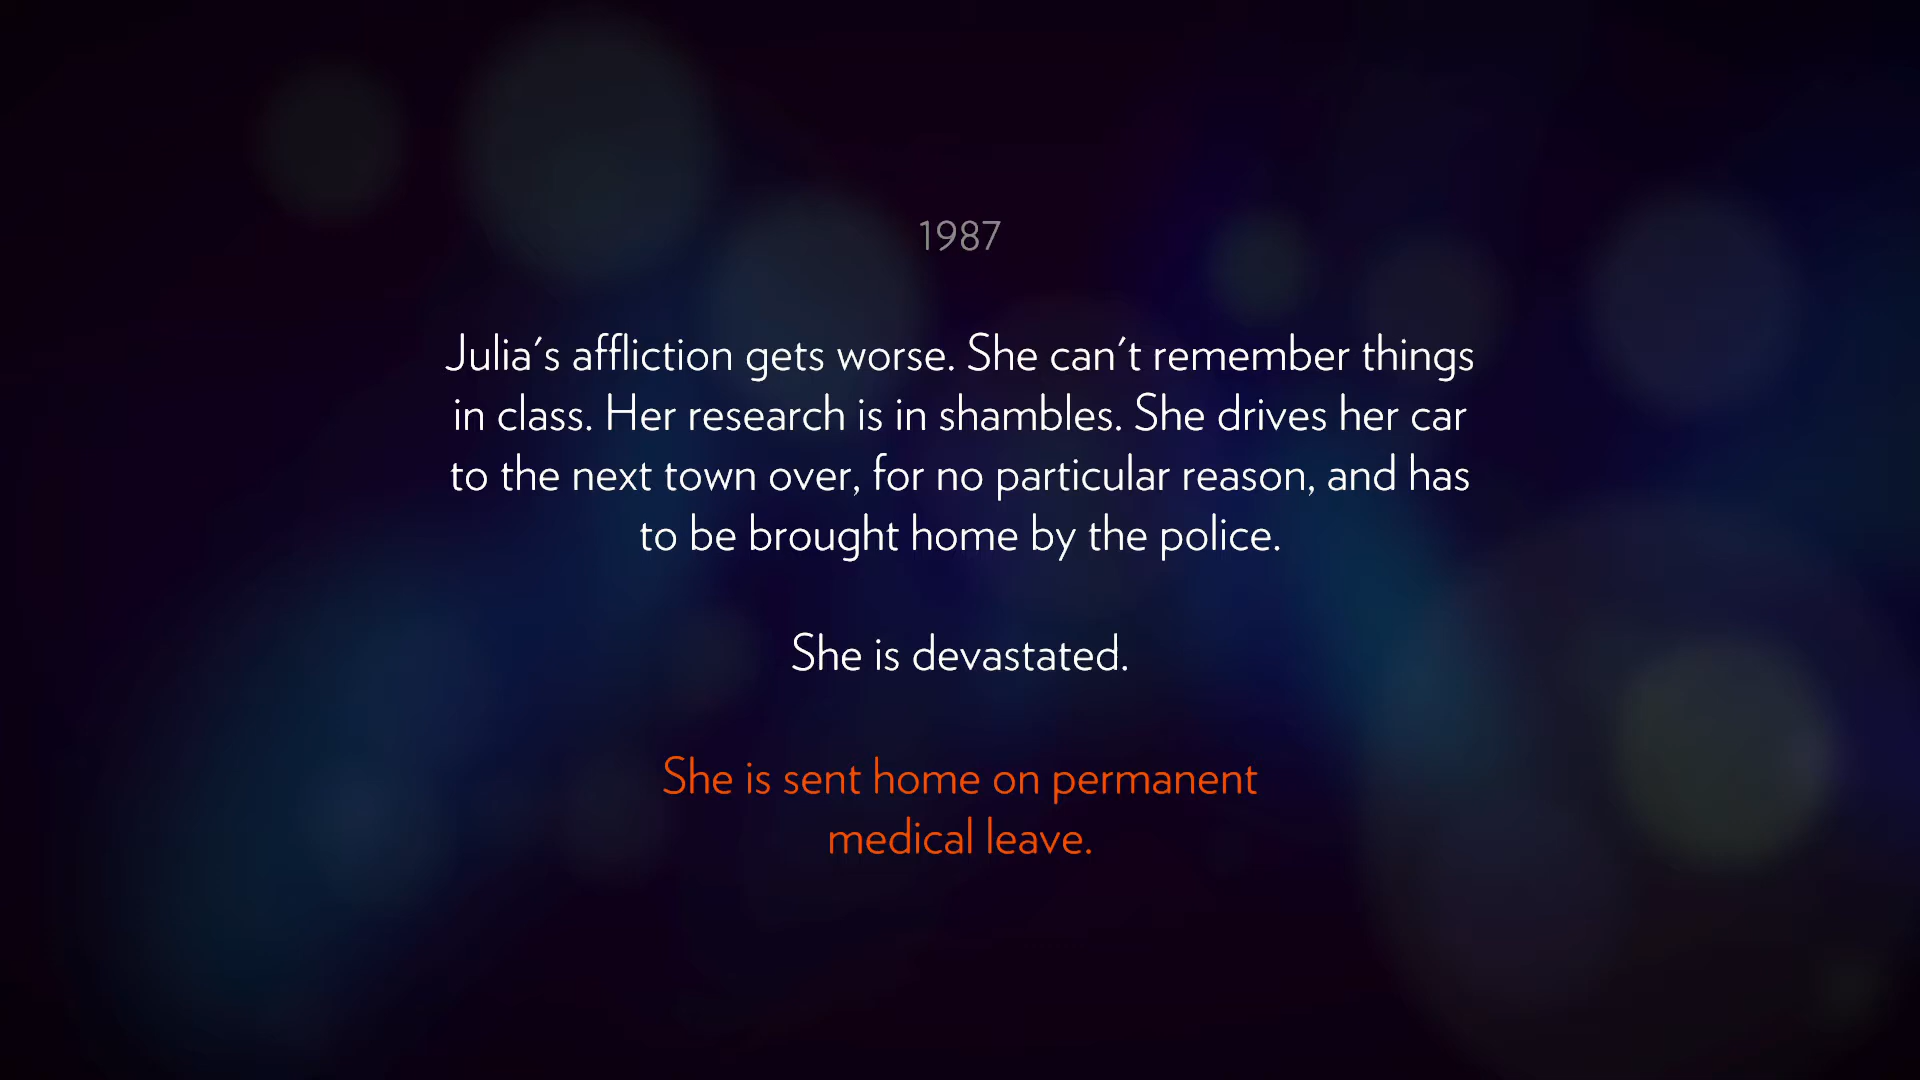 1987
Julia's affliction gets worse. She can't remember things
in class. Her research is in shambles. She drives her car
to the next town over, for no particular reason, and has
to be brought home by the police.
She is devastated.
She is sent home on permanent
medical leave.